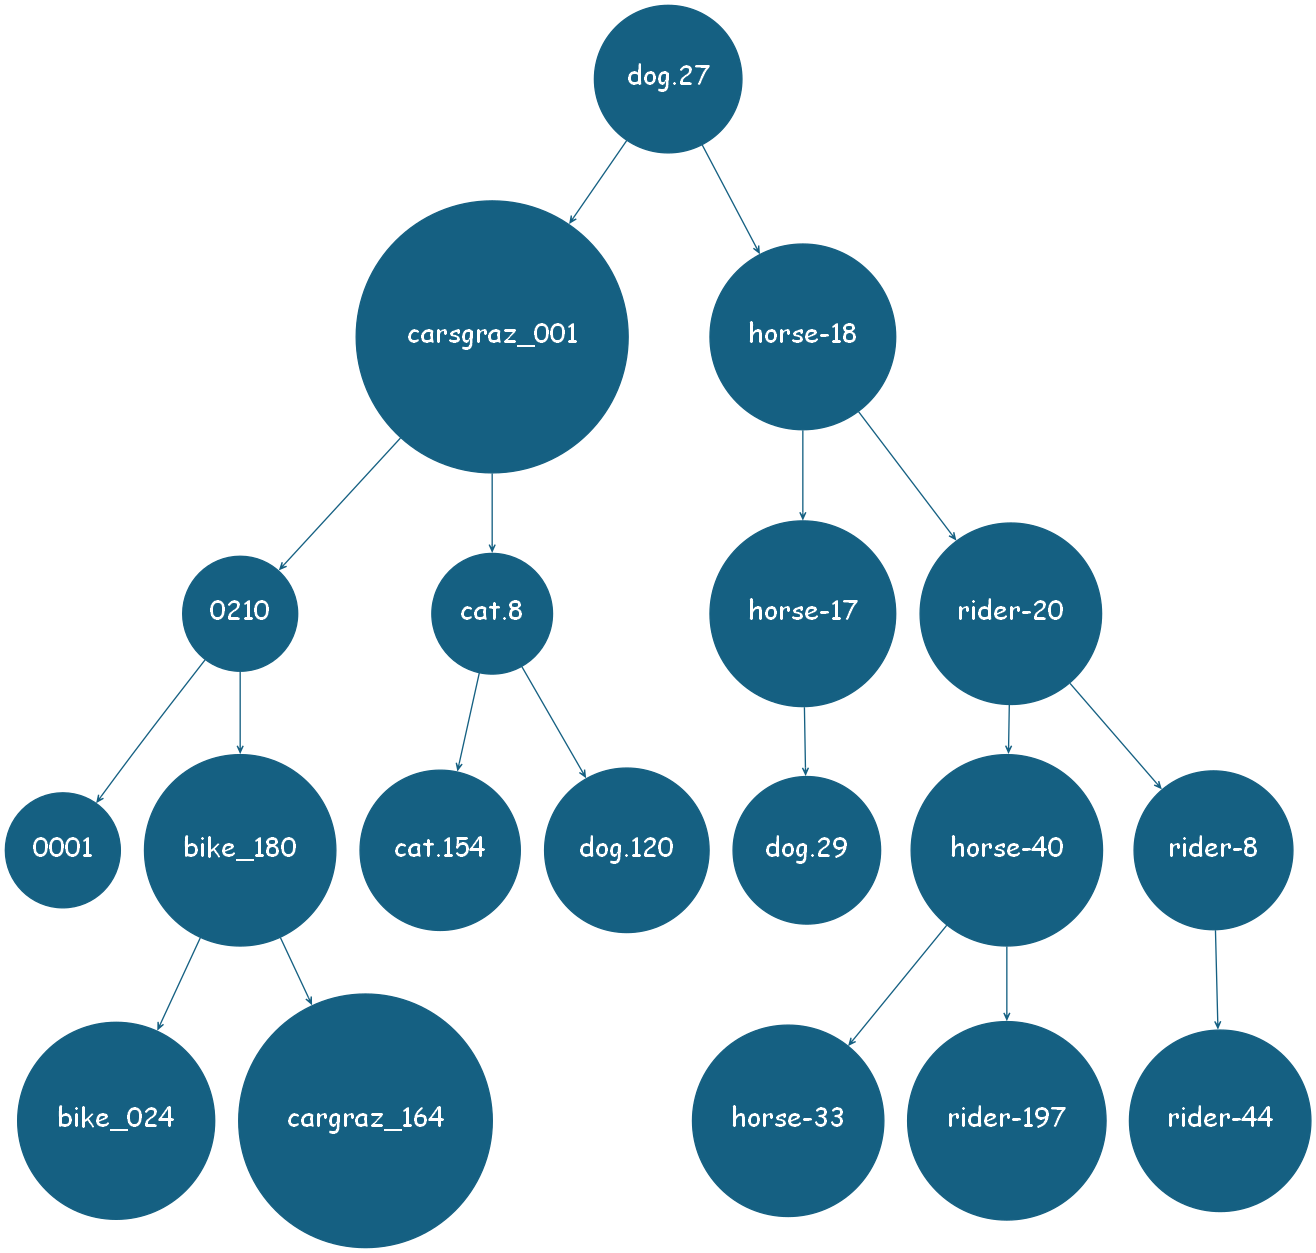 dog.27
carsgraz_001
horse-18
0210
cat.8
horse-17
rider-20
0001
bike_180
cat.154
dog.120
dog.29
horse-40
rider-8
bike_024
cargraz_164
horse-33
rider-197
rider-44